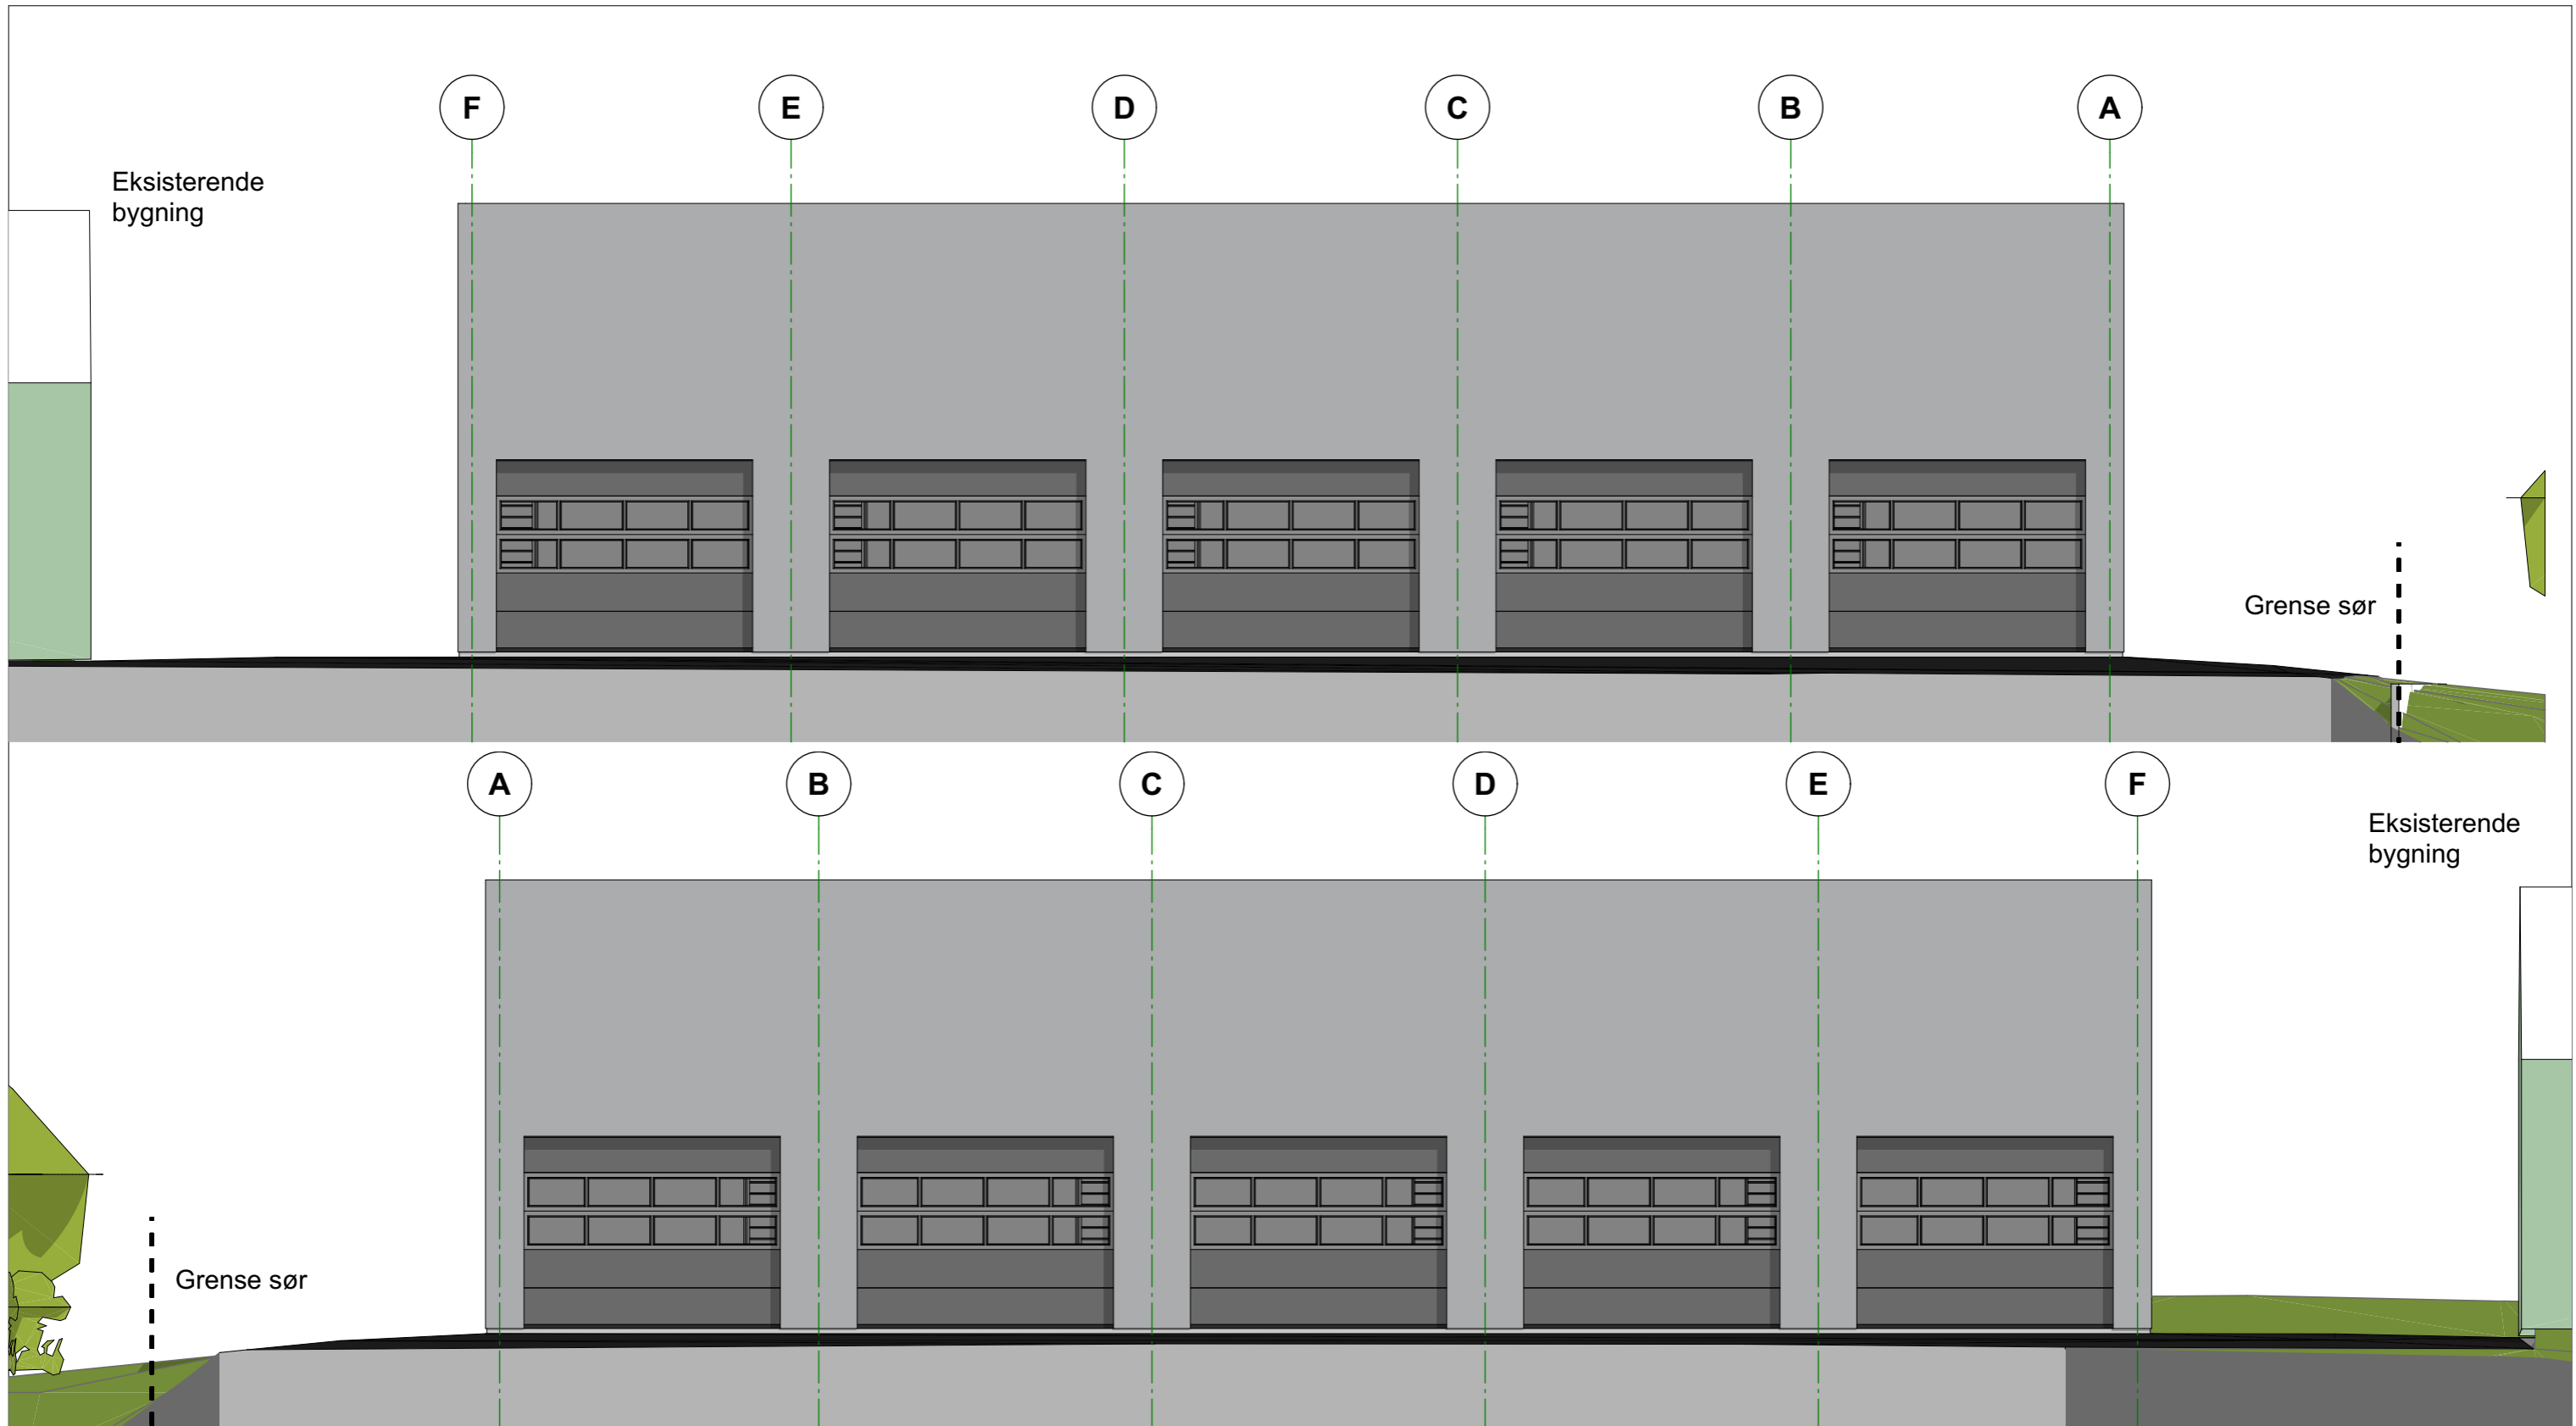 F E D C B A
Eksisterende
bygning
Grense sør
A B C D E F
Eksisterende
bygning
Grense sør